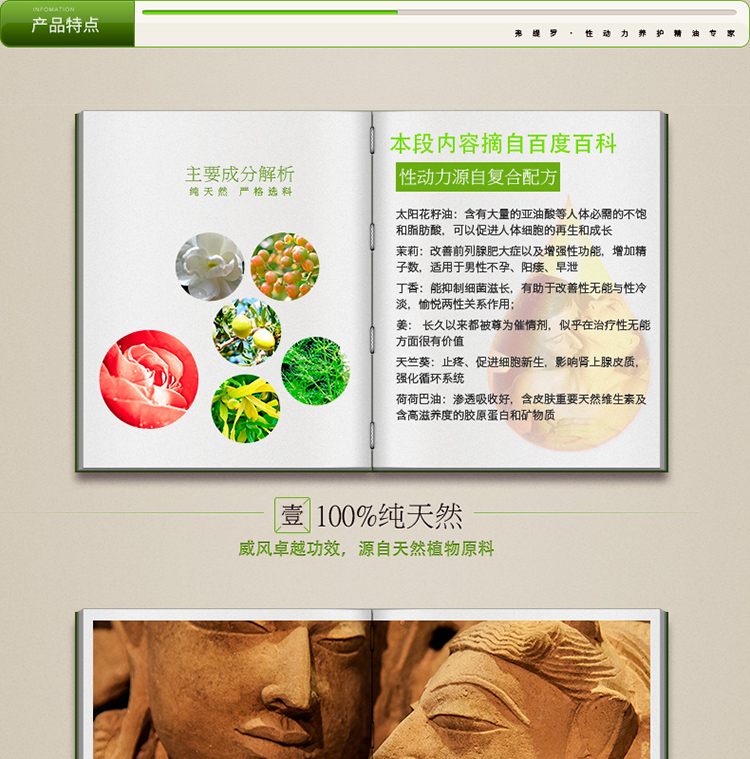 INFOMATION
产品特点
弗缇罗·性动力养护精油专家
主要成分解析
纯天然 严格选料
本段内容摘自百度百科
性动力源自复合配方
太阳花籽油：含有大量的亚油酸等人体必需的不饱
和脂肪酸，可以促进人体细胞的再生和成长
茉莉：改善前列腺肥大症以及增强性功能，增加精
子数，适用于男性不孕、阳痿、早泄
丁香：能抑制细菌滋长，有助于改善性无能与性冷
淡，愉悦两性关系作用；
姜： 长久以来都被尊为催情剂，似乎在治疗性无能
方面很有价值
天竺葵：止疼、促进细胞新生，影响肾上腺皮质，
强化循环系统
荷荷巴油：渗透吸收好，含皮肤重要天然维生素及
含高滋养度的胶原蛋白和矿物质
壹 100%纯天然
威风卓越功效，源自天然植物原料